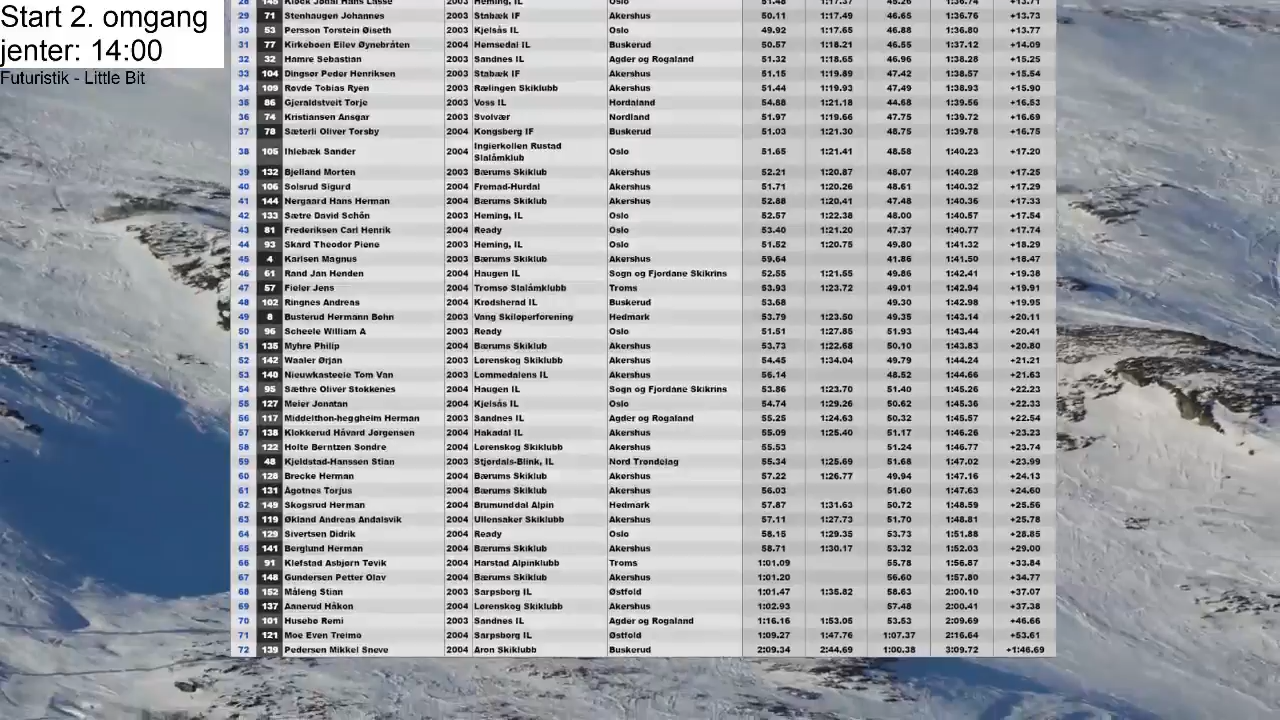 Start 2. omgang
jenter: 14:00
Futuristik - Little Bit
28 145 Kløck Jonai Hans Lasse 2003 Heming, IL Oslo 51.48 1:17.37 45.26 1:36.74 +13.71
29 71 Stenhaugen Johannes 2003 Stabæk IF Akershus 50.11 1:17.49 46.65 1:36.76 +13.73
30 53 Persson Torstein Øiseth 2003 Kjelsås IL Oslo 49.92 1:17.65 46.88 1:36.80 +13.77
31 77 Kirkebøen Eilev Øynebråten 2004 Hemsedal IL Buskerud 50.57 1:18.21 46.55 1:37.12 +14.09
32 32 Hamre Sebastian 2003 Sandnes IL Agder og Rogaland 51.32 1:18.65 46.96 1:38.28 +15.25
33 104 Dingsør Peder Henriksen 2003 Stabæk IF Akershus 51.15 1:19.89 47.42 1:38.57 +15.54
34 109 Røvde Tobias Ryen 2003 Rælingen Skiklubb Akershus 51.44 1:19.93 47.49 1:38.93 +15.90
35 86 Gjeraldstveit Torje 2003 Voss IL Hordaland 54.88 1:21.18 44.68 1:39.56 +16.53
36 74 Kristiansen Ansgar 2003 Svolvær Nordland 51.97 1:19.66 47.75 1:39.72 +16.69
37 78 Sæterli Oliver Torsby 2004 Kongsberg IF Buskerud 51.03 1:21.30 48.75 1:39.78 +16.75
38 105 Ihlebæk Sander 2004 Ingierkollen Rustad Slalåmklub Oslo 51.65 1:21.41 48.58 1:40.23 +17.20
39 132 Bjelland Morten 2003 Bærums Skiklub Akershus 52.21 1:20.87 48.07 1:40.28 +17.25
40 106 Solsrud Sigurd 2004 Fremad-Hurdal Akershus 51.71 1:20.26 48.61 1:40.32 +17.29
41 144 Nergaard Hans Herman 2004 Bærums Skiklub Akershus 52.88 1:20.41 47.48 1:40.36 +17.33
42 133 Sætre David Schön 2003 Heming, IL Oslo 52.57 1:22.38 48.00 1:40.57 +17.54
43 81 Frederiksen Carl Henrik 2004 Ready Oslo 53.40 1:21.20 47.37 1:40.77 +17.74
44 93 Skard Theodor Piene 2003 Heming, IL Oslo 51.52 1:20.75 49.80 1:41.32 +18.29
45 4 Karlsen Magnus 2003 Bærums Skiklub Akershus 59.64 41.86 1:41.50 +18.47
46 61 Rand Jan Henden 2004 Haugen IL Sogn og Fjordane Skikrins 52.55 1:21.55 49.86 1:42.41 +19.38
47 57 Fieler Jens 2004 Tromsø Slalåmklubb Troms 53.93 1:23.72 49.01 1:42.94 +19.91
48 102 Ringnes Andreas 2004 Krødsherad IL Buskerud 53.68 49.30 1:42.98 +19.95
49 8 Busterud Hermann Bøhn 2003 Vang Skiløperforening Hedmark 53.79 1:23.50 49.35 1:43.14 +20.11
50 96 Scheele William A 2003 Ready Oslo 51.51 1:27.85 51.93 1:43.44 +20.41
51 135 Myhre Philip 2004 Bærums Skiklub Akershus 53.73 1:22.68 50.10 1:43.83 +20.80
52 142 Waaler Ørjan 2003 Lørenskog Skiklubb Akershus 54.45 1:34.04 49.79 1:44.24 +21.21
53 140 Nieuwkasteele Tom Van 2003 Lommedalens IL Akershus 56.14 48.52 1:44.66 +21.63
54 95 Sæthre Oliver Stokkenes 2004 Haugen IL Sogn og Fjordane Skikrins 53.86 1:23.70 51.40 1:45.26 +22.23
55 127 Meier Jonatan 2004 Kjelsås IL Oslo 54.74 1:29.26 50.62 1:45.36 +22.33
56 117 Middelthon-heggheim Herman 2003 Sandnes IL Agder og Rogaland 55.25 1:24.63 50.32 1:45.57 +22.54
57 138 Klokkerud Håvard Jørgensen 2004 Hakadal IL Akershus 55.09 1:25.40 51.17 1:46.26 +23.23
58 122 Holte Berntzen Sondre 2004 Lørenskog Skiklubb Akershus 55.53 51.24 1:46.77 +23.74
59 48 Kjeldstad-Hanssen Stian 2003 Stjørdals-Blink, IL Nord Trøndelag 55.34 1:25.69 51.68 1:47.02 +23.99
60 128 Brecke Herman 2004 Bærums Skiklub Akershus 57.22 1:26.77 49.94 1:47.16 +24.13
61 131 Ågotnes Torjus 2004 Bærums Skiklub Akershus 56.03 51.60 1:47.63 +24.60
62 149 Skogsrud Herman 2004 Brumunddal Alpin Hedmark 57.87 1:31.63 50.72 1:48.59 +25.56
63 119 Økland Andreas Andalsvik 2004 Ullensaker Skiklubb Akershus 57.11 1:27.73 51.70 1:48.81 +25.78
64 129 Sivertsen Didrik 2004 Ready Oslo 58.15 1:29.35 53.73 1:51.88 +28.85
65 141 Berglund Herman 2004 Bærums Skiklub Akershus 58.71 1:30.17 53.32 1:52.03 +29.00
66 91 Klefstad Asbjørn Tevik 2004 Harstad Alpinklubb Troms 1:01.09 55.78 1:56.87 +33.84
67 148 Gundersen Petter Olav 2004 Bærums Skiklub Akershus 1:01.20 56.60 1:57.80 +34.77
68 152 Måleng Stian 2003 Sarpsborg IL Østfold 1:01.47 1:35.82 58.63 2:00.10 +37.07
69 137 Aanerud Håkon 2004 Lørenskog Skiklubb Akershus 1:02.93 57.48 2:00.41 +37.38
70 101 Husebø Remi 2003 Sandnes IL Agder og Rogaland 1:16.16 1:53.05 53.53 2:09.69 +46.66
71 121 Moe Even Treimo 2004 Sarpsborg IL Østfold 1:09.27 1:47.76 1:07.37 2:16.64 +53.61
72 139 Pedersen Mikkel Sneve 2004 Aron Skiklubb Buskerud 2:09.34 2:44.69 1:00.38 3:09.72 +1:46.69